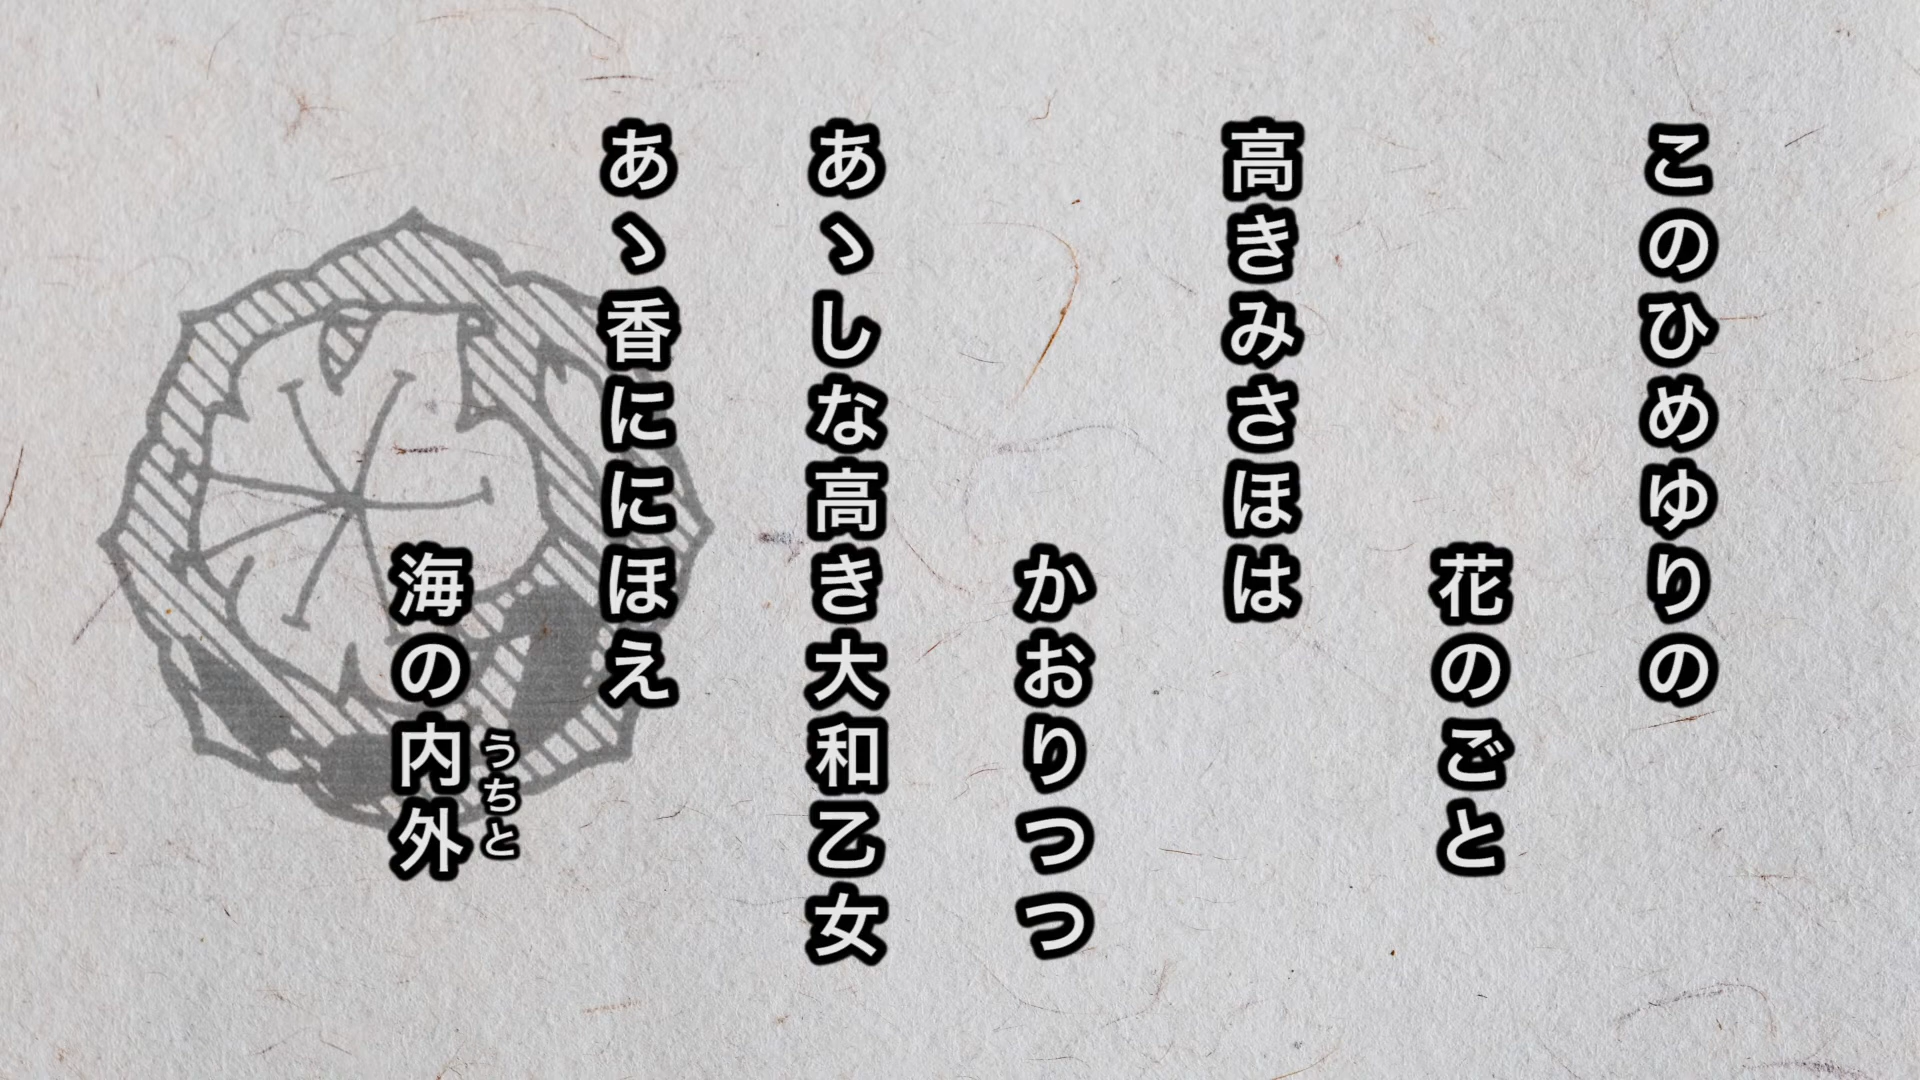 このひめゆりの
花のごと
高きみさほは
かおりつつ
あゝしな高き大和乙女
あゝ香ににほえ
海の内外
うちと